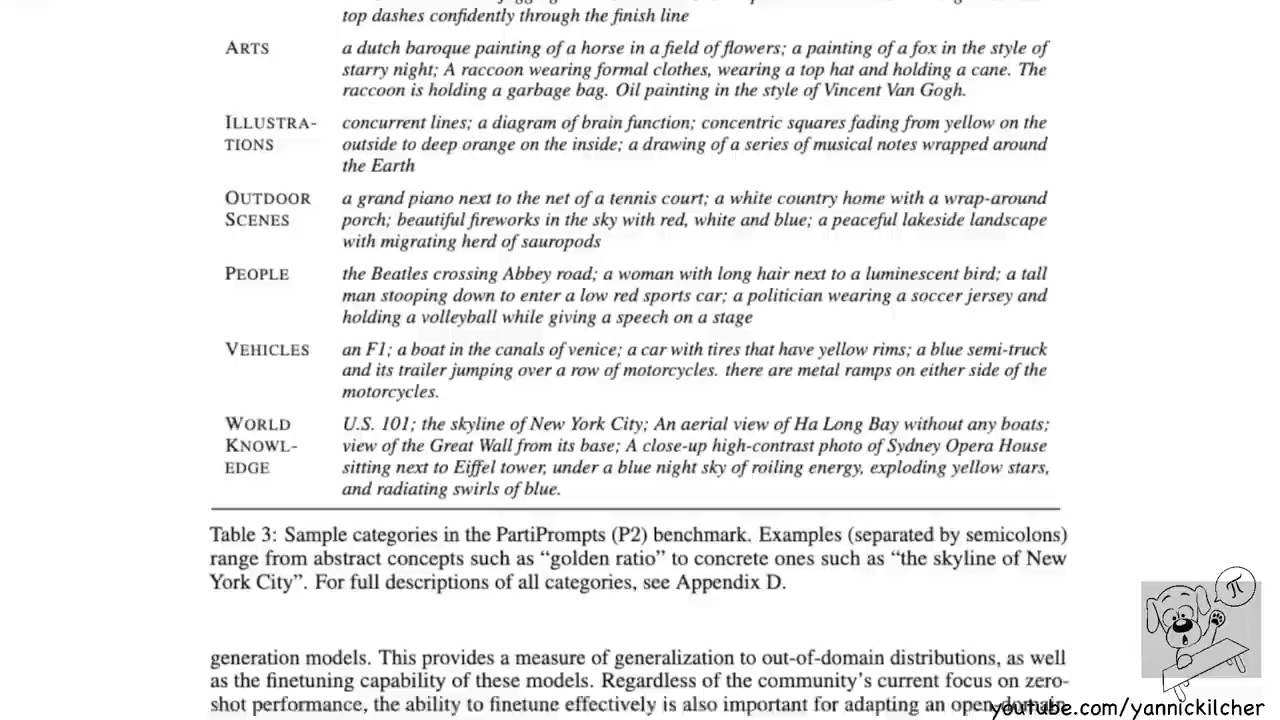 top dashes confidently through the finish line
ARTS a dutch baroque painting of a horse in a field of flowers; a painting of a fox in the style of
starry night; A raccoon wearing formal clothes, wearing a top hat and holding a cane. The
raccoon is holding a garbage bag. Oil painting in the style of Vincent Van Gogh.
ILLUSTRA- concurrent lines; a diagram of brain function; concentric squares fading from yellow on the
TIONS outside to deep orange on the inside; a drawing of a series of musical notes wrapped around
the Earth
OUTDOOR a grand piano next to the net of a tennis court; a white country home with a wrap-around
SCENES porch; beautiful fireworks in the sky with red, white and blue; a peaceful lakeside landscape
with migrating herd of sauropods
PEOPLE the Beatles crossing Abbey road; a woman with long hair next to a luminescent bird; a tall
man stooping down to enter a low red sports car; a politician wearing a soccer jersey and
holding a volleyball while giving a speech on a stage
VEHICLES an F1; a boat in the canals of venice; a car with tires that have yellow rims; a blue semi-truck
and its trailer jumping over a row of motorcycles. there are metal ramps on either side of the
motorcycles.
WORLD U.S. 101; the skyline of New York City; An aerial view of Ha Long Bay without any boats;
KNOWL- view of the Great Wall from its base; A close-up high-contrast photo of Sydney Opera House
EDGE sitting next to Eiffel tower, under a blue night sky of roiling energy, exploding yellow stars,
and radiating swirls of blue.
Table 3: Sample categories in the PartiPrompts (P2) benchmark. Examples (separated by semicolons)
range from abstract concepts such as “golden ratio” to concrete ones such as “the skyline of New
York City”. For full descriptions of all categories, see Appendix D.
π
generation models. This provides a measure of generalization to out-of-domain distributions, as well
as the finetuning capability of these models. Regardless of the community’s current focus on zero-
shot performance, the ability to finetune effectively is also important for adapting an open-domain
youtube.com/yannickilcher